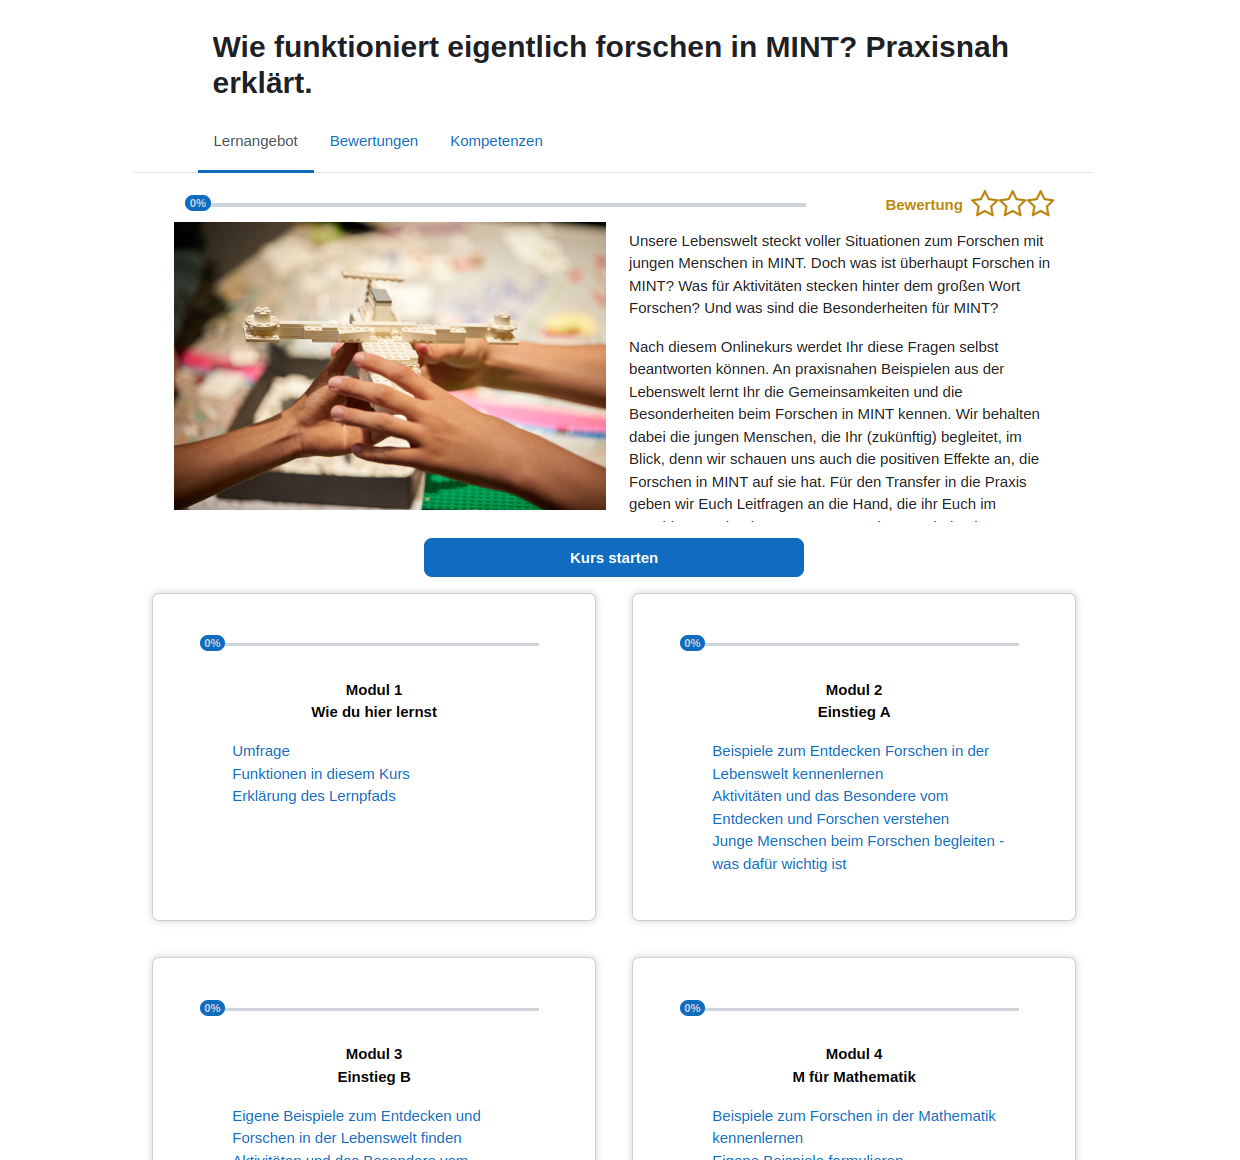 Wie funktioniert eigentlich forschen in MINT? Praxisnah
erklärt.
Lernangebot Bewertungen Kompetenzen
0%
Bewertung
Unsere Lebenswelt steckt voller Situationen zum Forschen mit
jungen Menschen in MINT. Doch was ist überhaupt Forschen in
MINT? Was für Aktivitäten stecken hinter dem großen Wort
Forschen? Und was sind die Besonderheiten für MINT?
Nach diesem Onlinekurs werdet Ihr diese Fragen selbst
beantworten können. An praxisnahen Beispielen aus der
Lebenswelt lernt Ihr die Gemeinsamkeiten und die
Besonderheiten beim Forschen in MINT kennen. Wir behalten
dabei die jungen Menschen, die Ihr (zukünftig) begleitet, im
Blick, denn wir schauen uns auch die positiven Effekte an, die
Forschen in MINT auf sie hat. Für den Transfer in die Praxis
geben wir Euch Leitfragen an die Hand, die ihr Euch im
Kurs starten
0%
Modul 1
Wie du hier lernst
Umfrage
Funktionen in diesem Kurs
Erklärung des Lernpfads
0%
Modul 2
Einstieg A
Beispiele zum Entdecken Forschen in der
Lebenswelt kennenlernen
Aktivitäten und das Besondere vom
Entdecken und Forschen verstehen
Junge Menschen beim Forschen begleiten -
was dafür wichtig ist
0%
Modul 3
Einstieg B
Eigene Beispiele zum Entdecken und
Forschen in der Lebenswelt finden
Aktivitäten und das Besondere vom
0%
Modul 4
M für Mathematik
Beispiele zum Forschen in der Mathematik
kennenlernen
Eigene Beispiele formulieren